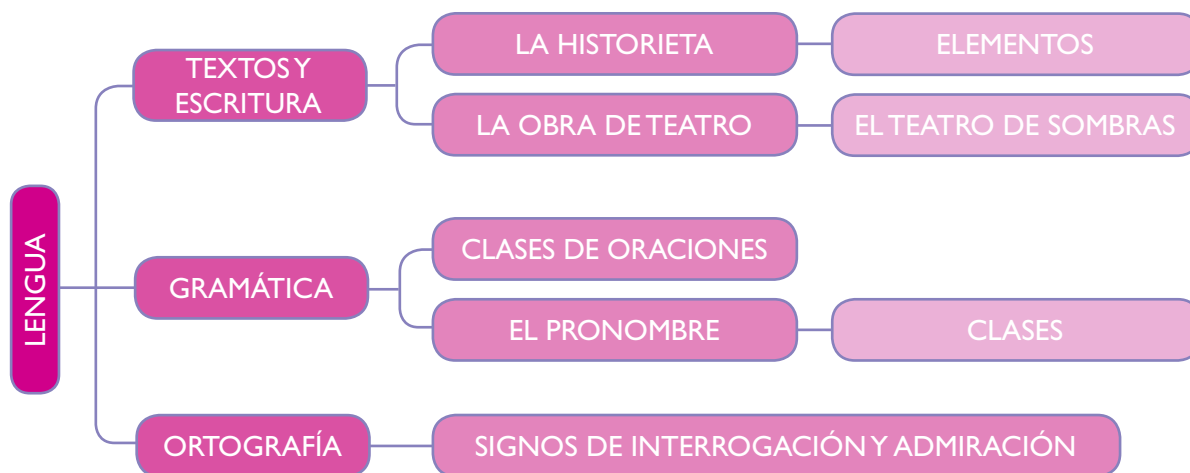 LENGUA
TEXTOS Y
ESCRITURA
LA HISTORIETA
ELEMENTOS
LA OBRA DE TEATRO
EL TEATRO DE SOMBRAS
GRAMÁTICA
CLASES DE ORACIONES
EL PRONOMBRE
CLASES
ORTOGRAFÍA
SIGNOS DE INTERROGACIÓN Y ADMIRACIÓN